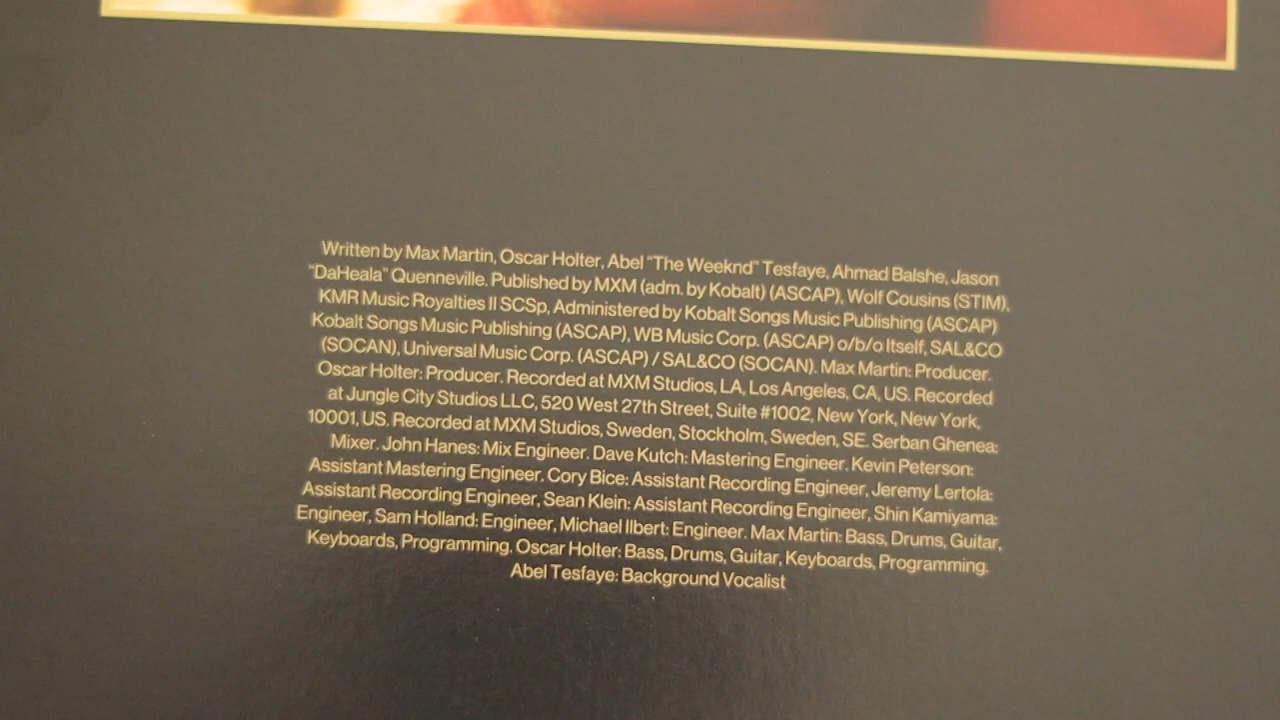 Written by Max Martin, Oscar Holter, Abel “The Weeknd” Tesfaye, Ahmad Balshe, Jason
“DaHeala” Quenneville. Published by MXM (adm. by Kobalt) (ASCAP), Wolf Cousins (STIM),
KMR Music Royalties II SCSp, Administered by Kobalt Songs Music Publishing (ASCAP)
Kobalt Songs Music Publishing (ASCAP), WB Music Corp. (ASCAP) o/b/o Itself, SAL&CO
(SOCAN), Universal Music Corp. (ASCAP) / SAL&CO (SOCAN). Max Martin: Producer.
Oscar Holter: Producer. Recorded at MXM Studios, LA, Los Angeles, CA, US. Recorded
at Jungle City Studios LLC, 520 West 27th Street, Suite #1002, New York, New York,
10001, US. Recorded at MXM Studios, Sweden, Stockholm, Sweden, SE. Serban Ghenea:
Mixer. John Hanes: Mix Engineer. Dave Kutch: Mastering Engineer. Kevin Peterson:
Assistant Mastering Engineer. Cory Bice: Assistant Recording Engineer, Jeremy Lertola:
Assistant Recording Engineer, Sean Klein: Assistant Recording Engineer, Shin Kamiyama:
Engineer, Sam Holland: Engineer, Michael Ilbert: Engineer. Max Martin: Bass, Drums, Guitar,
Keyboards, Programming. Oscar Holter: Bass, Drums, Guitar, Keyboards, Programming.
Abel Tesfaye: Background Vocalist